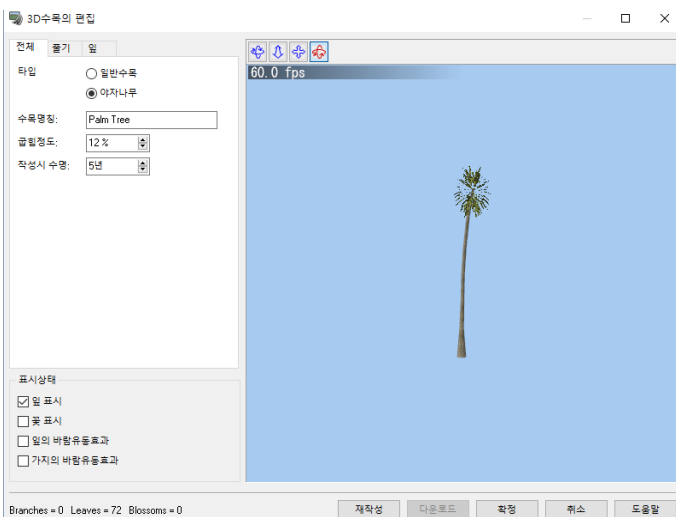 3D수목의 편집
전체 줄기 잎
타입
일반수목
야자나무
수목명칭: Palm Tree
굽힘정도: 12 %
작성시 수명: 5년
60.0 fps
표시상태
잎 표시
꽃 표시
잎의 바람유동효과
가지의 바람유동효과
Branches = 0 Leaves = 72 Blossoms = 0
재작성 다운로드 확정 취소 도움말